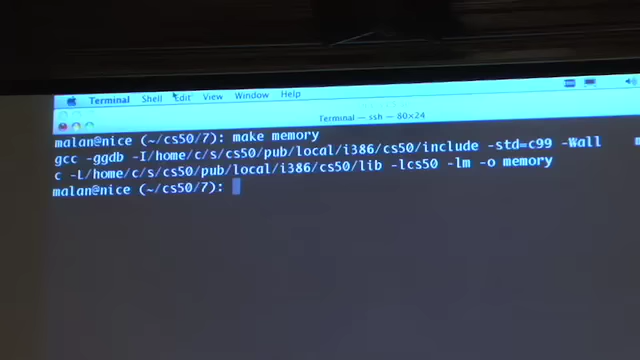 Terminal Shell Edit View Window Help
Terminal — ssh — 80×24
malan@nice (~/cs50/7): make memory
gcc -ggdb -I/home/c/s/cs50/pub/local/i386/cs50/include -std=c99 -Wall
c -L/home/c/s/cs50/pub/local/i386/cs50/lib -lcs50 -lm -o memory
malan@nice (~/cs50/7):